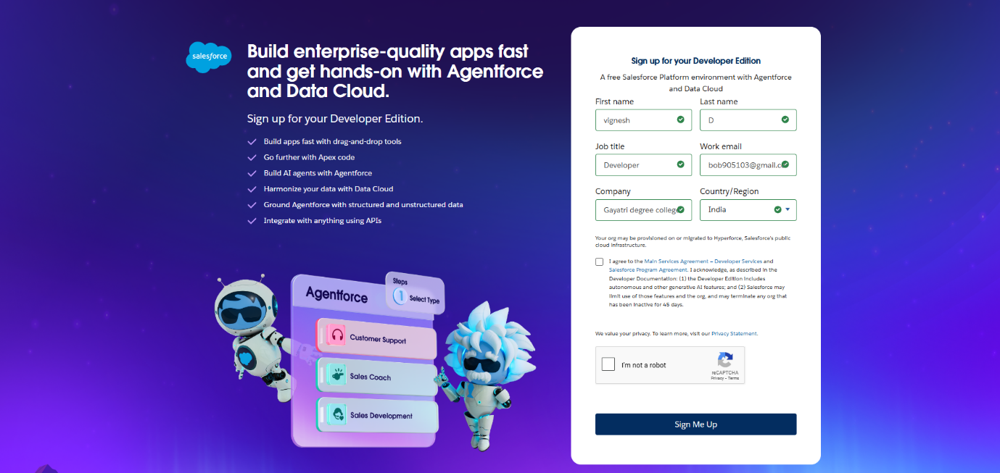 salesforce
Build enterprise-quality apps fast
and get hands-on with Agentforce
and Data Cloud.
Sign up for your Developer Edition.
Build apps fast with drag-and-drop tools
Go further with Apex code
Build AI agents with Agentforce
Harmonize your data with Data Cloud
Ground Agentforce with structured and unstructured data
Integrate with anything using APIs
Agentforce
Steps
1 Select Type
Customer Support
Sales Coach
Sales Development
Sign up for your Developer Edition
A free Salesforce Platform environment with Agentforce
and Data Cloud
First name Last name
vignesh D
Job title Work email
Developer bob905103@gmail.c
Company Country/Region
Gayatri degree colleg India
Your org may be provisioned on or migrated to Hyperforce, Salesforce's public
cloud infrastructure.
I agree to the Main Services Agreement – Developer Services and
Salesforce Program Agreement. I acknowledge, as described in the
Developer Documentation: (1) the Developer Edition includes
autonomous and other generative AI features; and (2) Salesforce may
limit use of those features and the org, and may terminate any org that
has been inactive for 45 days.
We value your privacy. To learn more, visit our Privacy Statement.
I'm not a robot
reCAPTCHA
Privacy - Terms
Sign Me Up